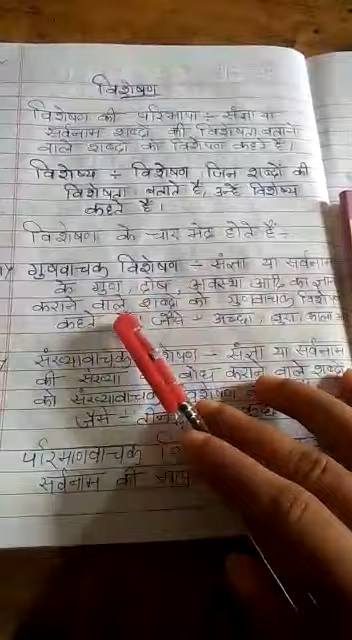 विशेषण
विशेषण की परिभाषा ÷ संज्ञा या
सर्वनाम शब्दों की विशेषता बताने
वाले शब्दों को विशेषण कहते हैं।
विशेष्य ÷ विशेषण, जिन शब्दों की
विशेषता बताते हैं, उन्हें विशेष्य
कहते हैं।
विशेषण के चार भेद होते हैं ÷
गुणवाचक विशेषण ÷ संज्ञा या सर्वनाम
के गुण, दोष, अवस्था आदि का
कराने वाले शब्दों को गुणवाचक
कहते जैसे - अच्छा, बुरा, काला
संख्यावाचक संज्ञा या सर्वनाम
की संख्या बोध कराने वाले शब्द
को संख्यावाचक
जैसे ÷
परिमाणवाचक
सर्वनाम की